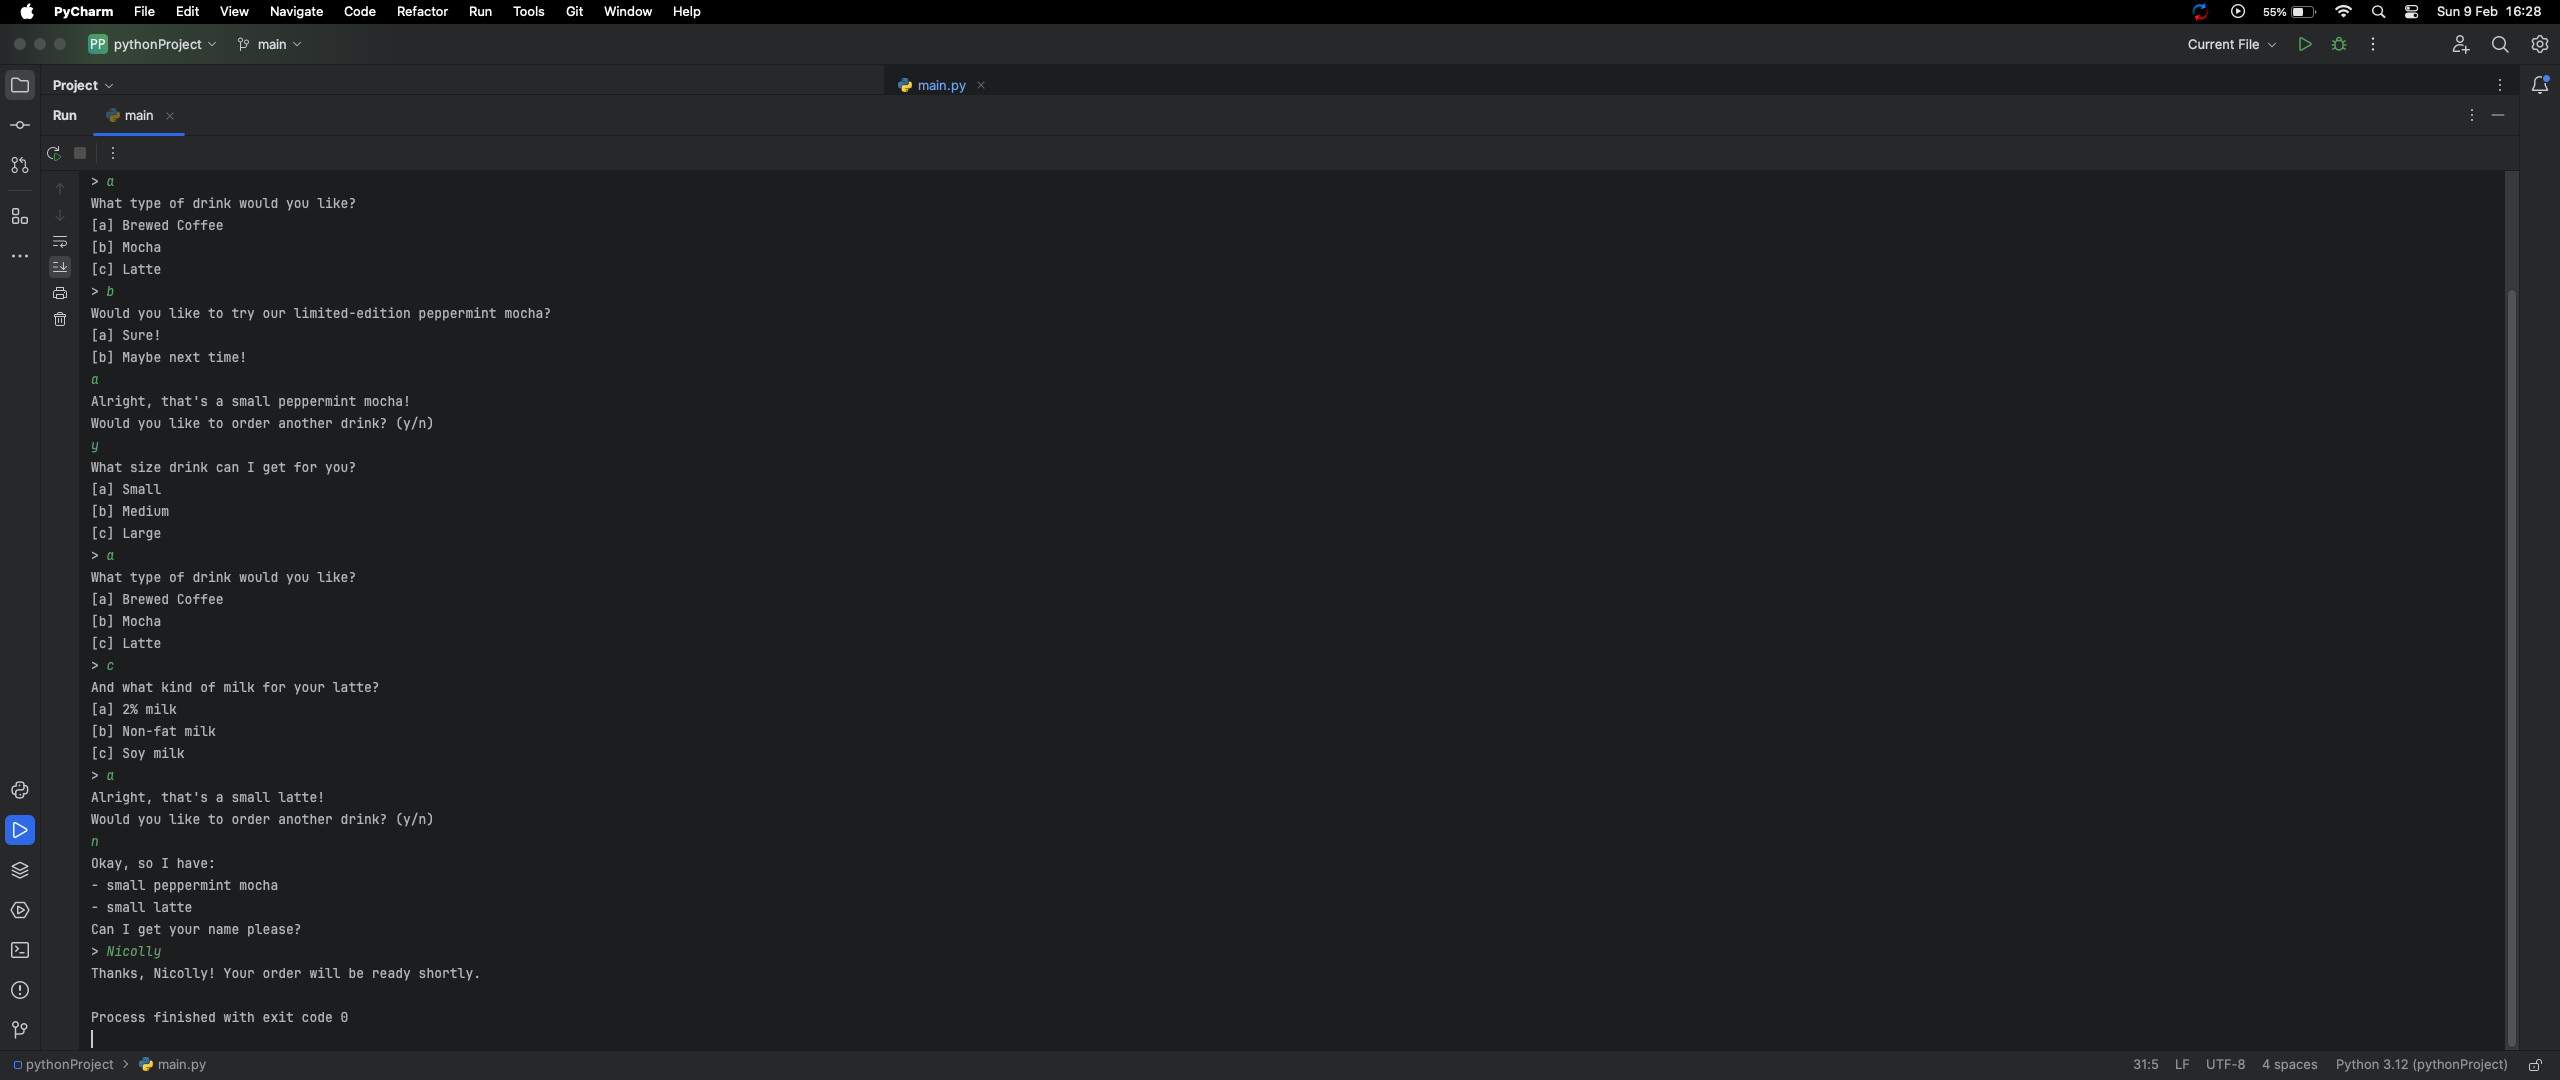 PyCharm File Edit View Navigate Code Refactor Run Tools Git Window Help 55% Sun 9 Feb 16:28
PP pythonProject main Current File
Project main.py
Run main
> a
What type of drink would you like?
[a] Brewed Coffee
[b] Mocha
[c] Latte
> b
Would you like to try our limited-edition peppermint mocha?
[a] Sure!
[b] Maybe next time!
a
Alright, that's a small peppermint mocha!
Would you like to order another drink? (y/n)
y
What size drink can I get for you?
[a] Small
[b] Medium
[c] Large
> a
What type of drink would you like?
[a] Brewed Coffee
[b] Mocha
[c] Latte
> c
And what kind of milk for your latte?
[a] 2% milk
[b] Non-fat milk
[c] Soy milk
> a
Alright, that's a small latte!
Would you like to order another drink? (y/n)
n
Okay, so I have:
- small peppermint mocha
- small latte
Can I get your name please?
> Nicolly
Thanks, Nicolly! Your order will be ready shortly.
Process finished with exit code 0
pythonProject > main.py 31:5 LF UTF-8 4 spaces Python 3.12 (pythonProject)